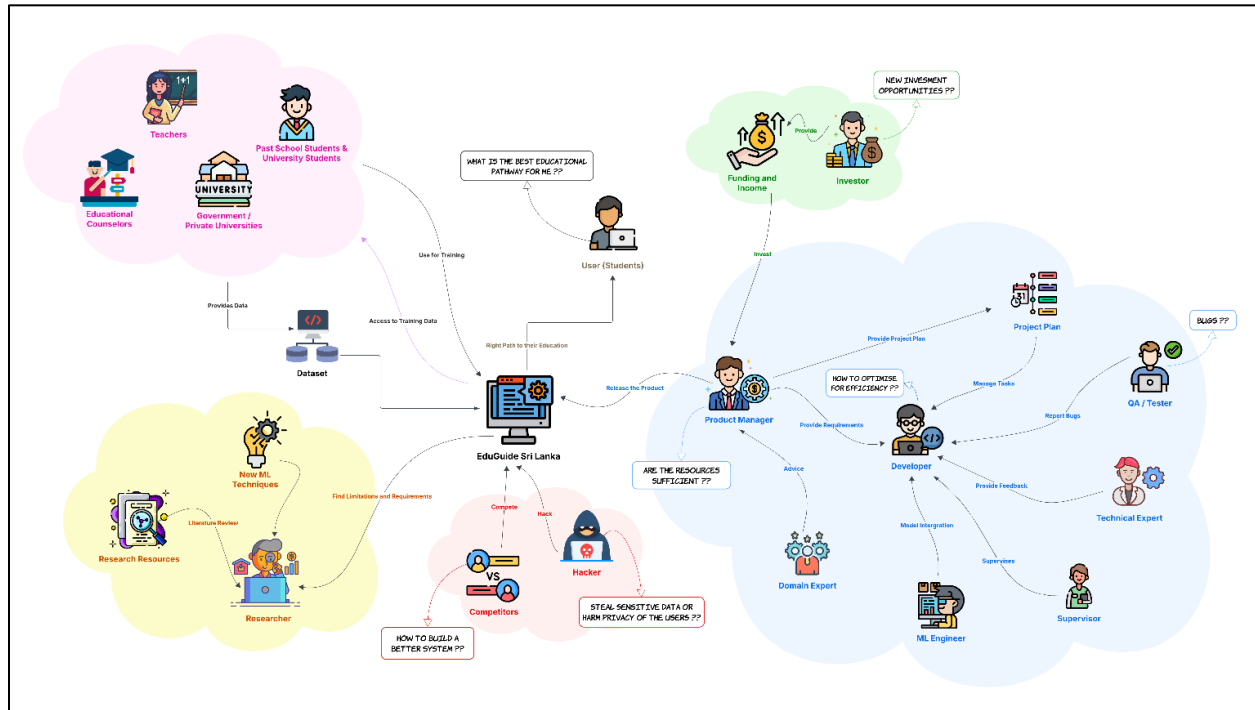 1+1
Teachers
Past School Students &
University Students
Educational
Counselors
UNIVERSITY
Government /
Private Universities
Provides Data
Dataset
Use for Training
Access to Training Data
WHAT IS THE BEST EDUCATIONAL
PATHWAY FOR ME ??
User (Students)
Right Path to their Education
EduGuide Sri Lanka
NEW INVESMENT
OPPORTUNITIES ??
Provide
Funding and
Income
Investor
Invest
Product Manager
Release the Product
ARE THE RESOURCES
SUFFICIENT ??
Provide Project Plan
31
Project Plan
Manage Tasks
BUGS ??
QA / Tester
Report Bugs
HOW TO OPTIMISE
FOR EFFICIENCY ??
Provide Requirements
Developer
Provide Feedback
Technical Expert
Advice
Domain Expert
Model Intergration
ML Engineer
Supervines
Supervisor
New ML
Techniques
Find Limitations and Requirements
Literature Review
Research Resources
Researcher
Compete
Hack
VS
Competitors
Hacker
HOW TO BUILD A
BETTER SYSTEM ??
STEAL SENSITIVE DATA OR
HARM PRIVACY OF THE USERS ??